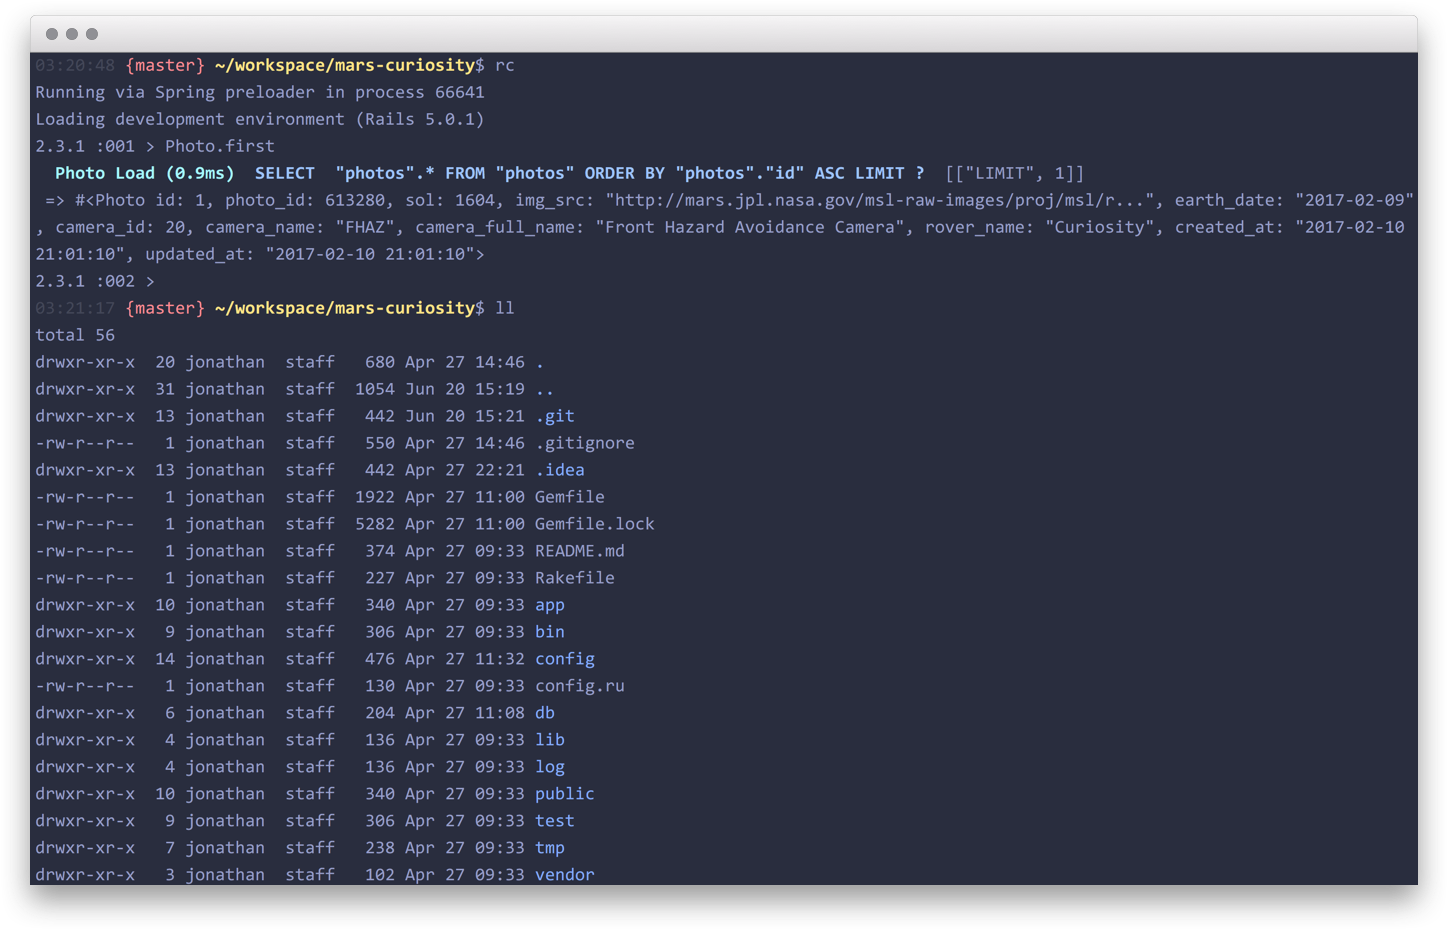 03:20:48 {master} ~/workspace/mars-curiosity$ rc
Running via Spring preloader in process 66641
Loading development environment (Rails 5.0.1)
2.3.1 :001 > Photo.first
  Photo Load (0.9ms)  SELECT  "photos".* FROM "photos" ORDER BY "photos"."id" ASC LIMIT ?  [["LIMIT", 1]]
 => #<Photo id: 1, photo_id: 613280, sol: 1604, img_src: "http://mars.jpl.nasa.gov/msl-raw-images/proj/msl/r...", earth_date: "2017-02-09"
, camera_id: 20, camera_name: "FHAZ", camera_full_name: "Front Hazard Avoidance Camera", rover_name: "Curiosity", created_at: "2017-02-10
21:01:10", updated_at: "2017-02-10 21:01:10">
2.3.1 :002 >
03:21:17 {master} ~/workspace/mars-curiosity$ ll
total 56
drwxr-xr-x  20 jonathan  staff   680 Apr 27 14:46 .
drwxr-xr-x  31 jonathan  staff  1054 Jun 20 15:19 ..
drwxr-xr-x  13 jonathan  staff   442 Jun 20 15:21 .git
-rw-r--r--   1 jonathan  staff   550 Apr 27 14:46 .gitignore
drwxr-xr-x  13 jonathan  staff   442 Apr 27 22:21 .idea
-rw-r--r--   1 jonathan  staff  1922 Apr 27 11:00 Gemfile
-rw-r--r--   1 jonathan  staff  5282 Apr 27 11:00 Gemfile.lock
-rw-r--r--   1 jonathan  staff   374 Apr 27 09:33 README.md
-rw-r--r--   1 jonathan  staff   227 Apr 27 09:33 Rakefile
drwxr-xr-x  10 jonathan  staff   340 Apr 27 09:33 app
drwxr-xr-x   9 jonathan  staff   306 Apr 27 09:33 bin
drwxr-xr-x  14 jonathan  staff   476 Apr 27 11:32 config
-rw-r--r--   1 jonathan  staff   130 Apr 27 09:33 config.ru
drwxr-xr-x   6 jonathan  staff   204 Apr 27 11:08 db
drwxr-xr-x   4 jonathan  staff   136 Apr 27 09:33 lib
drwxr-xr-x   4 jonathan  staff   136 Apr 27 09:33 log
drwxr-xr-x  10 jonathan  staff   340 Apr 27 09:33 public
drwxr-xr-x   9 jonathan  staff   306 Apr 27 09:33 test
drwxr-xr-x   7 jonathan  staff   238 Apr 27 09:33 tmp
drwxr-xr-x   3 jonathan  staff   102 Apr 27 09:33 vendor